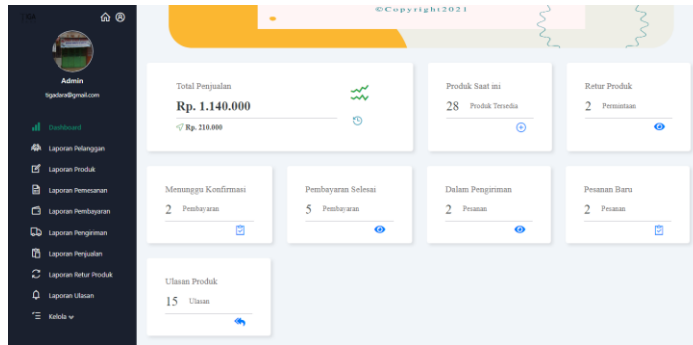 Admin
tigadara@gmail.com
Dashboard
Laporan Pelanggan
Laporan Produk
Laporan Pemesanan
Laporan Pembayaran
Laporan Pengiriman
Laporan Penjualan
Laporan Retur Produk
Laporan Ulasan
Kelola
©Copyright2021
Total Penjualan
Rp. 1.140.000
Rp. 210.000
Produk Saat ini
28 Produk Tersedia
Retur Produk
2 Permintaan
Menunggu Konfirmasi
2 Pembayaran
Pembayaran Selesai
5 Pembayaran
Dalam Pengiriman
2 Pesanan
Pesanan Baru
2 Pesanan
Ulasan Produk
15 Ulasan